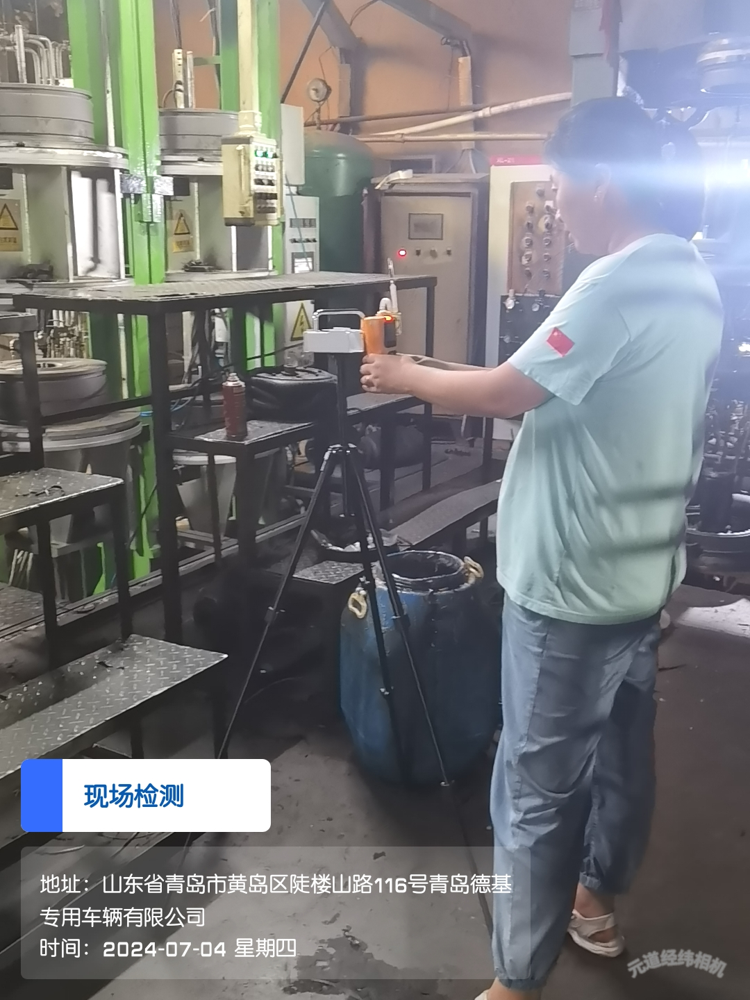 XL-21
现场检测
地址：山东省青岛市黄岛区陡楼山路116号青岛德基
专用车辆有限公司
时间：2024-07-04 星期四
元道经纬相机